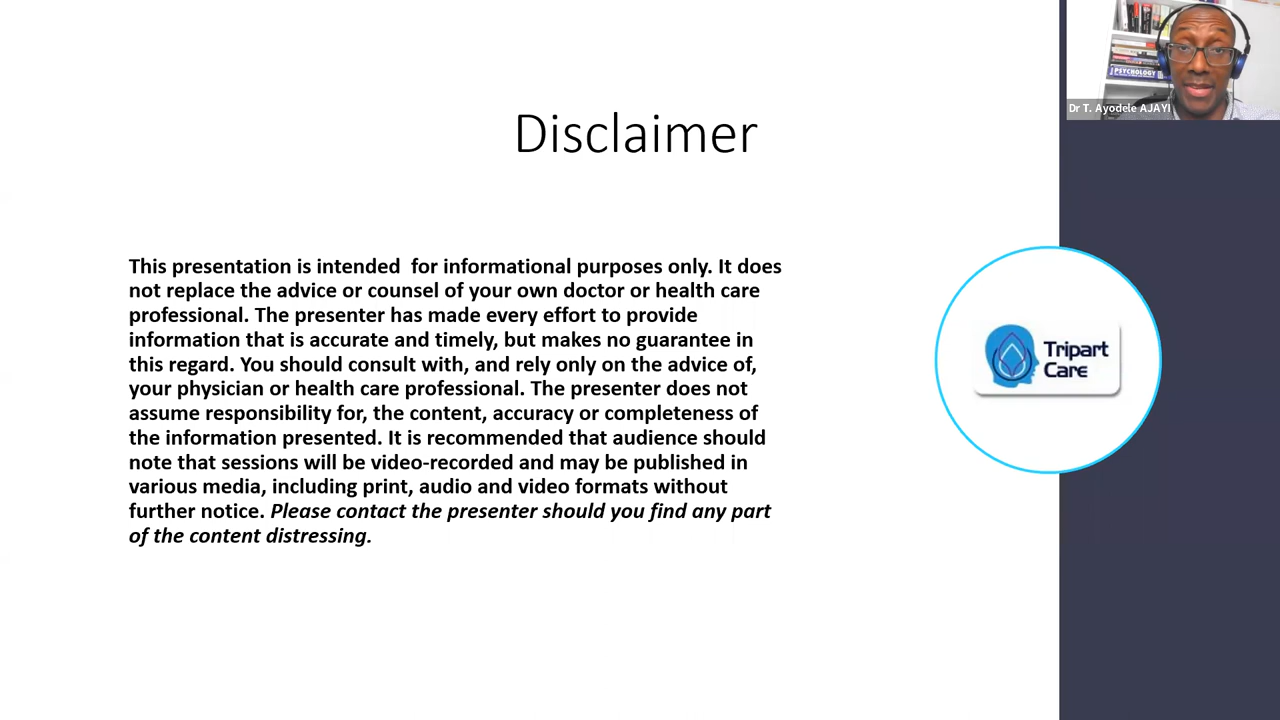 Disclaimer
This presentation is intended  for informational purposes only. It does
not replace the advice or counsel of your own doctor or health care
professional. The presenter has made every effort to provide
information that is accurate and timely, but makes no guarantee in
this regard. You should consult with, and rely only on the advice of,
your physician or health care professional. The presenter does not
assume responsibility for, the content, accuracy or completeness of
the information presented. It is recommended that audience should
note that sessions will be video-recorded and may be published in
various media, including print, audio and video formats without
further notice. Please contact the presenter should you find any part
of the content distressing.
Tripart
Care
PSYCHOLOGY
Dr T. Ayodele AJAYI